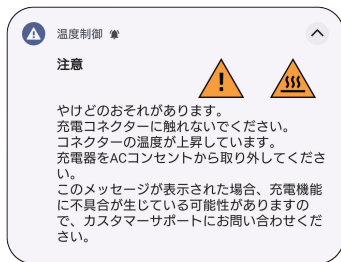 温度制御
注意
やけどのおそれがあります。
充電コネクターに触れないでください。
コネクターの温度が上昇しています。
充電器をACコンセントから取り外してくださ
い。
このメッセージが表示された場合、充電機能
に不具合が生じている可能性がありますの
で、カスタマーサポートにお問い合わせくだ
さい。